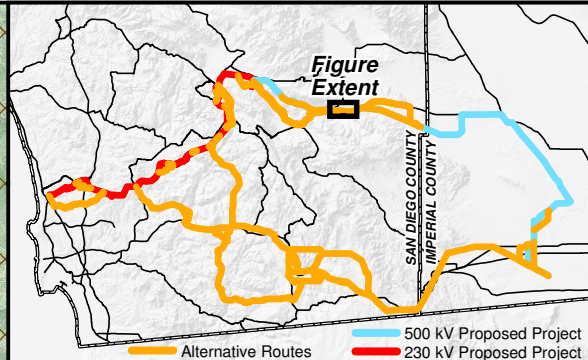 Figure
Extent
SAN DIEGO COUNTY
IMPERIAL COUNTY
500 kV Proposed Project
Alternative Routes
230 kV Proposed Project